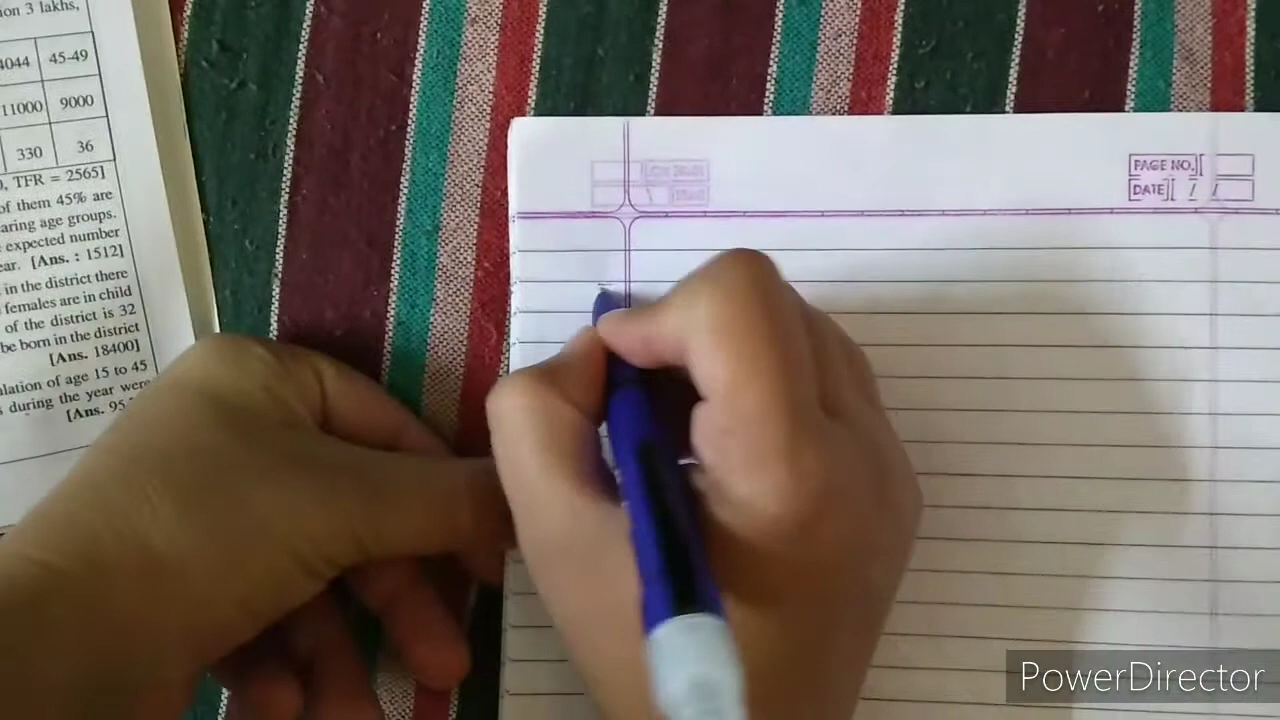 ion 3 lakhs,
4044 45-49
11000 9000
330 36
, TFR = 2565]
of them 45% are
aring age groups.
expected number
ear. [Ans. : 1512]
in the district there
females are in child
of the district is 32
be born in the district
[Ans. 18400]
lation of age 15 to 45
s during the year were
[Ans. 95
PAGE NO.
DATE / /
PowerDirector